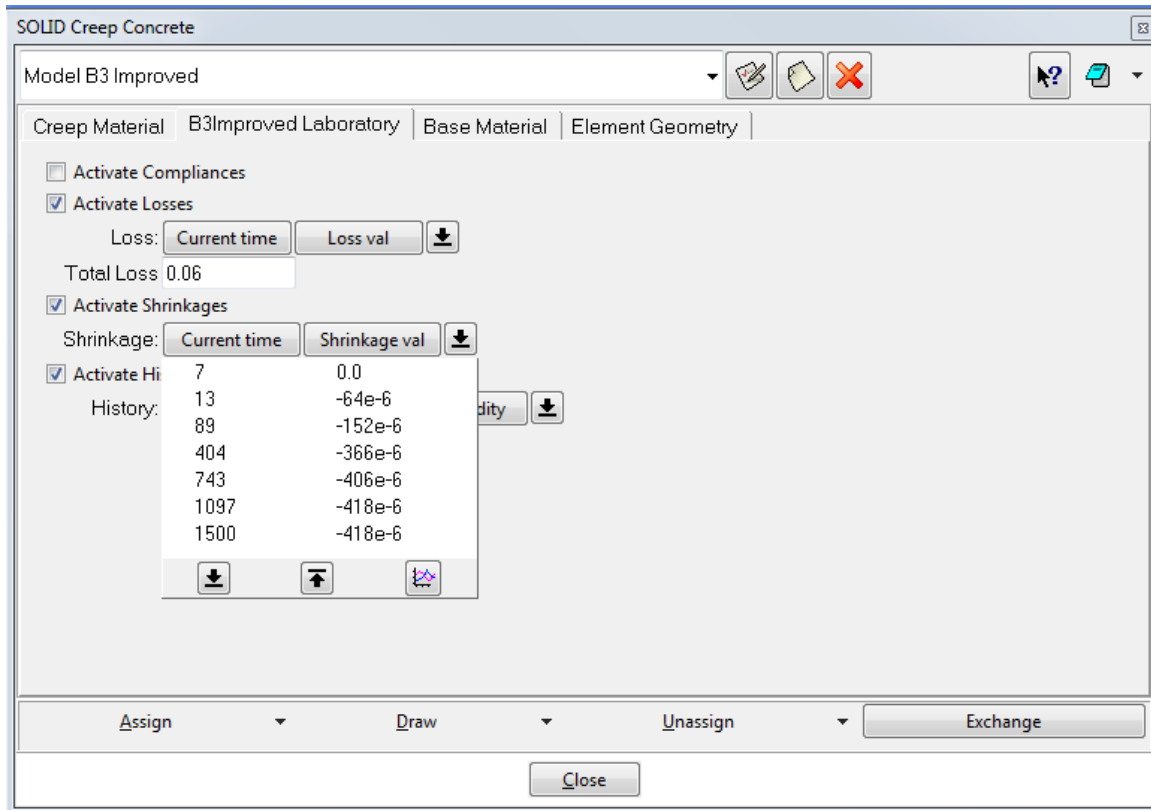 SOLID Creep Concrete
Model B3 Improved
Creep Material B3Improved Laboratory Base Material Element Geometry
Activate Compliances
Activate Losses
Loss: Current time Loss val
Total Loss 0.06
Activate Shrinkages
Shrinkage: Current time Shrinkage val
7 0.0
Activate Hi
13 -64e-6
History: dity
89 -152e-6
404 -366e-6
743 -406e-6
1097 -418e-6
1500 -418e-6
Assign Draw Unassign Exchange
Close